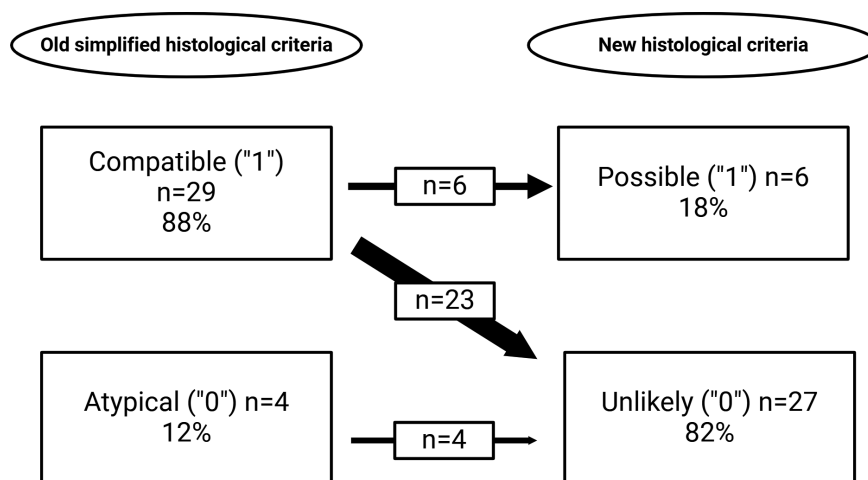 Old simplified histological criteria
New histological criteria
Compatible ("1")
n=29
88%
n=6
Possible ("1") n=6
18%
n=23
Atypical ("0") n=4
12%
n=4
Unlikely ("0") n=27
82%